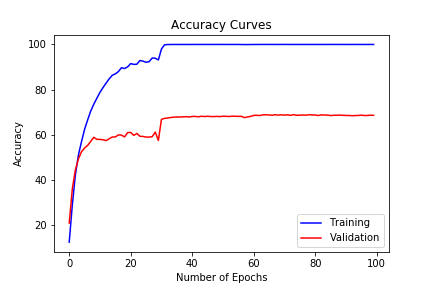 Accuracy Curves
100
80
60
40
20
Accuracy
0 20 40 60 80 100
Number of Epochs
Training
Validation